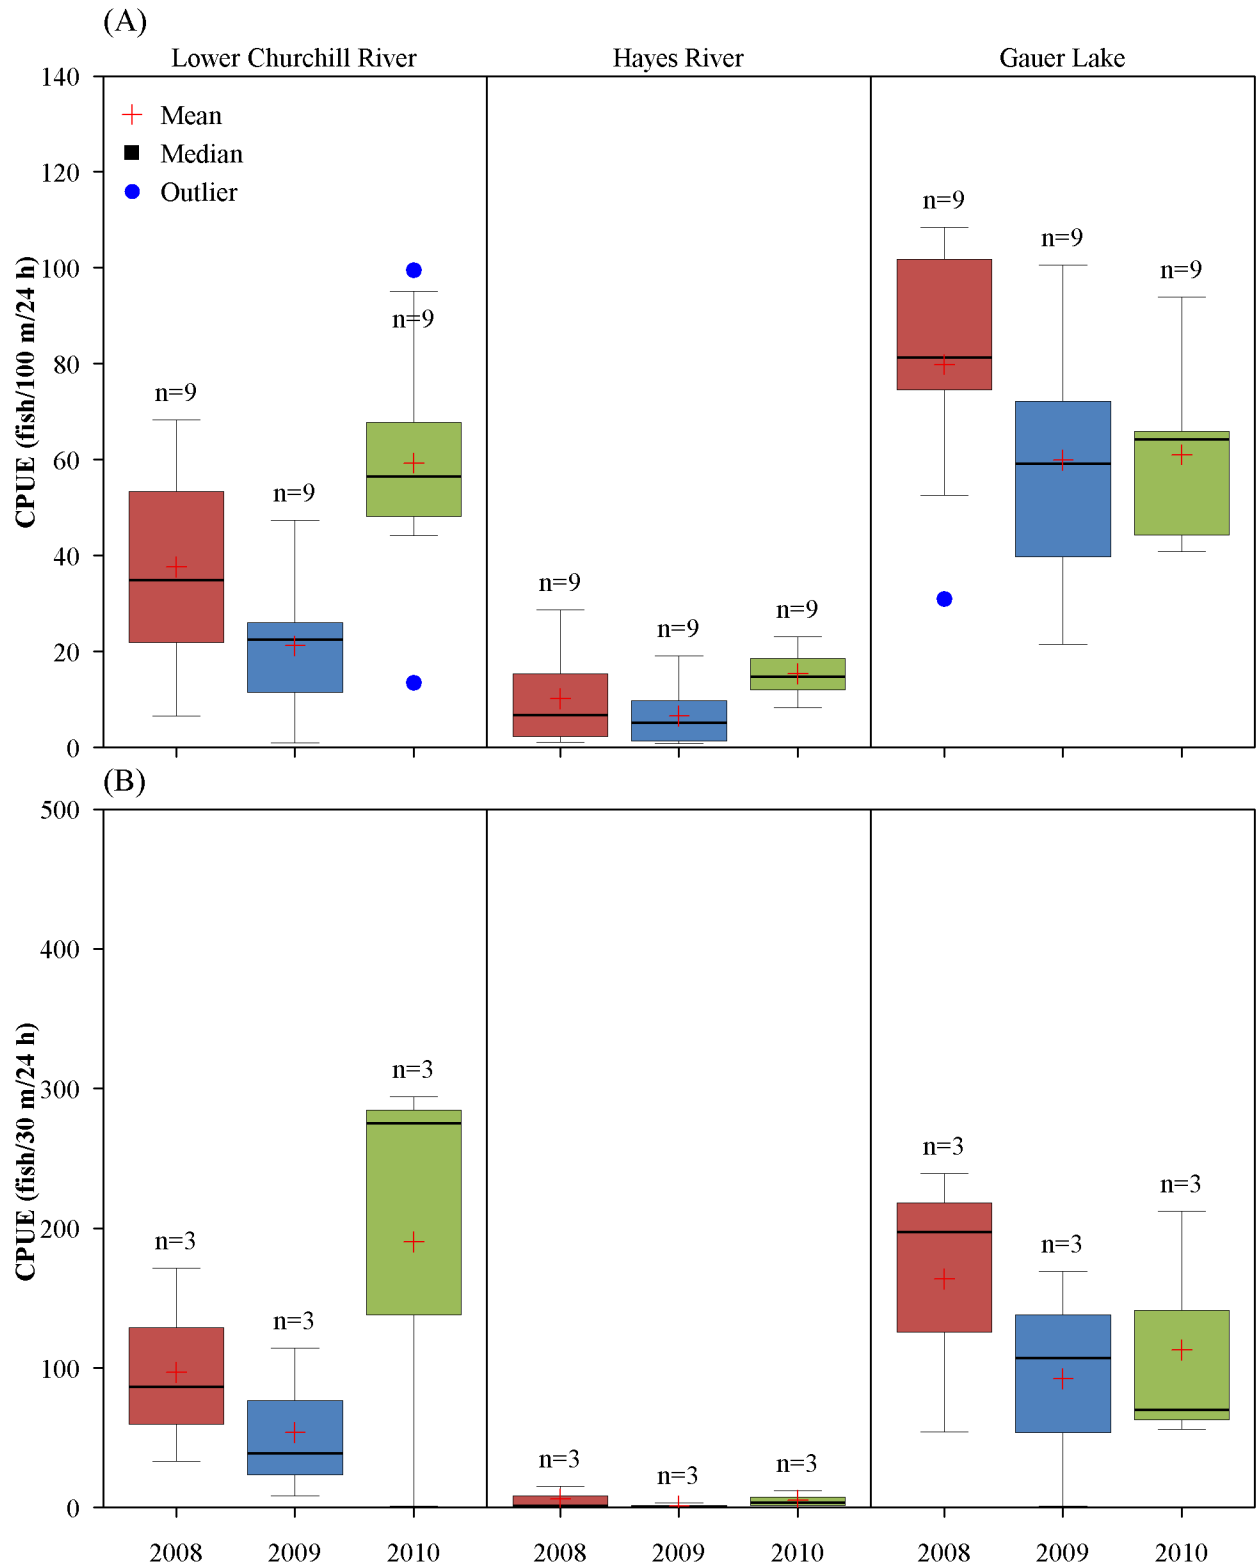 (A)
Lower Churchill River Hayes River Gauer Lake
140
120
100
80
60
40
20
0
CPUE (fish/100 m/24 h)
Mean
Median
Outlier
n=9
n=9
n=9
n=9
n=9
n=9
n=9
n=9
n=9
(B)
500
400
300
200
100
0
CPUE (fish/30 m/24 h)
n=3
n=3
n=3
n=3
n=3
n=3
n=3
n=3
n=3
2008 2009 2010 2008 2009 2010 2008 2009 2010